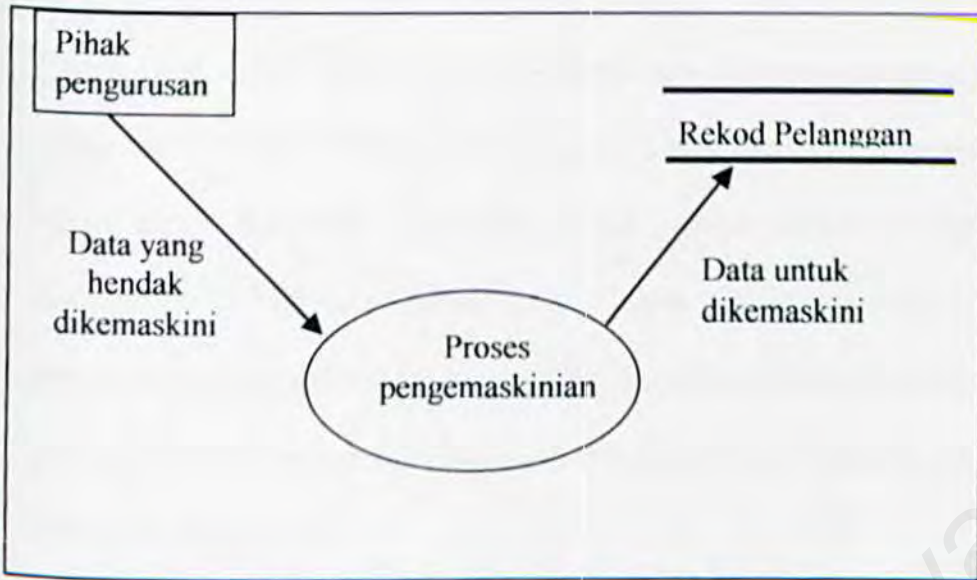 Pihak
pengurusan
Rekod Pelanggan
Data yang
hendak
dikemaskini
Data untuk
dikemaskini
Proses
pengemaskinian